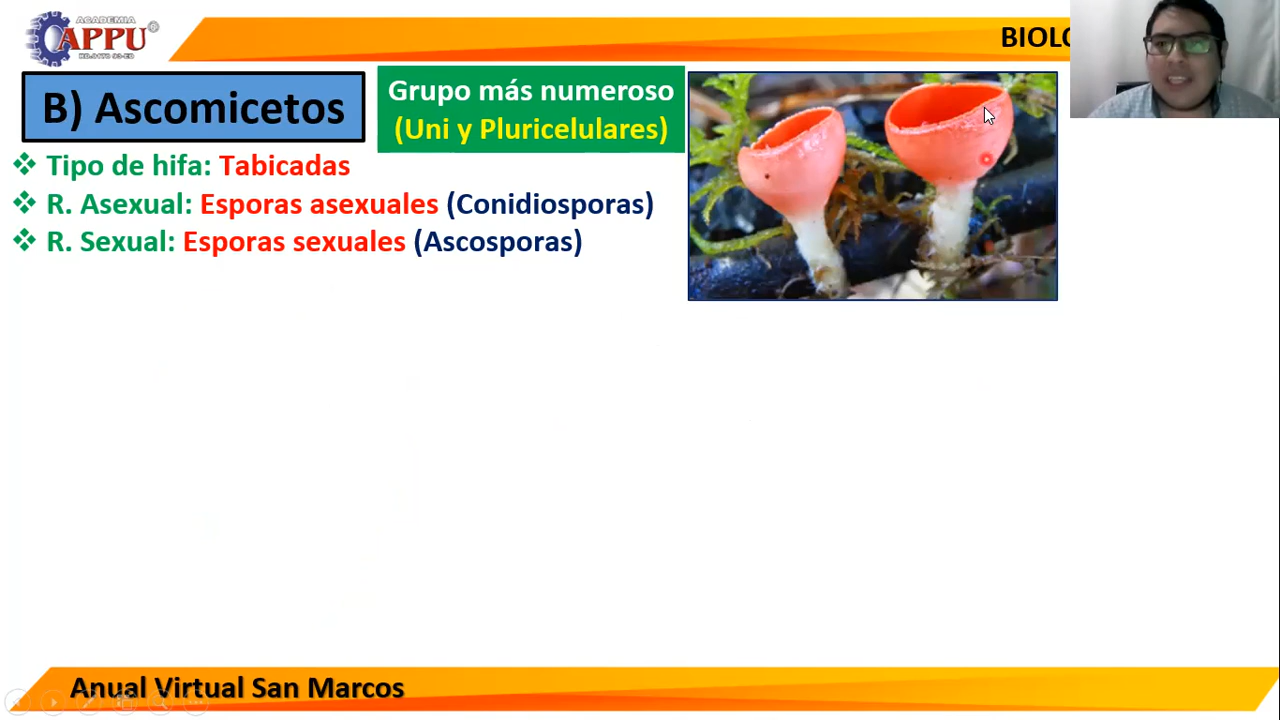 ACADEMIA
APPU
BIOLO
B) Ascomicetos
Grupo más numeroso
(Uni y Pluricelulares)
Tipo de hifa: Tabicadas
R. Asexual: Esporas asexuales (Conidiosporas)
R. Sexual: Esporas sexuales (Ascosporas)
Anual Virtual San Marcos